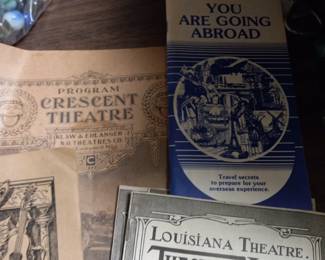 PROGRAM
CRESCENT
THEATRE
KLAW & ERLANGER
N.O. THEATRES CO.
C
YOU
ARE GOING
ABROAD
Travel secrets
to prepare for your
overseas experience.
LOUISIANA THEATRE.